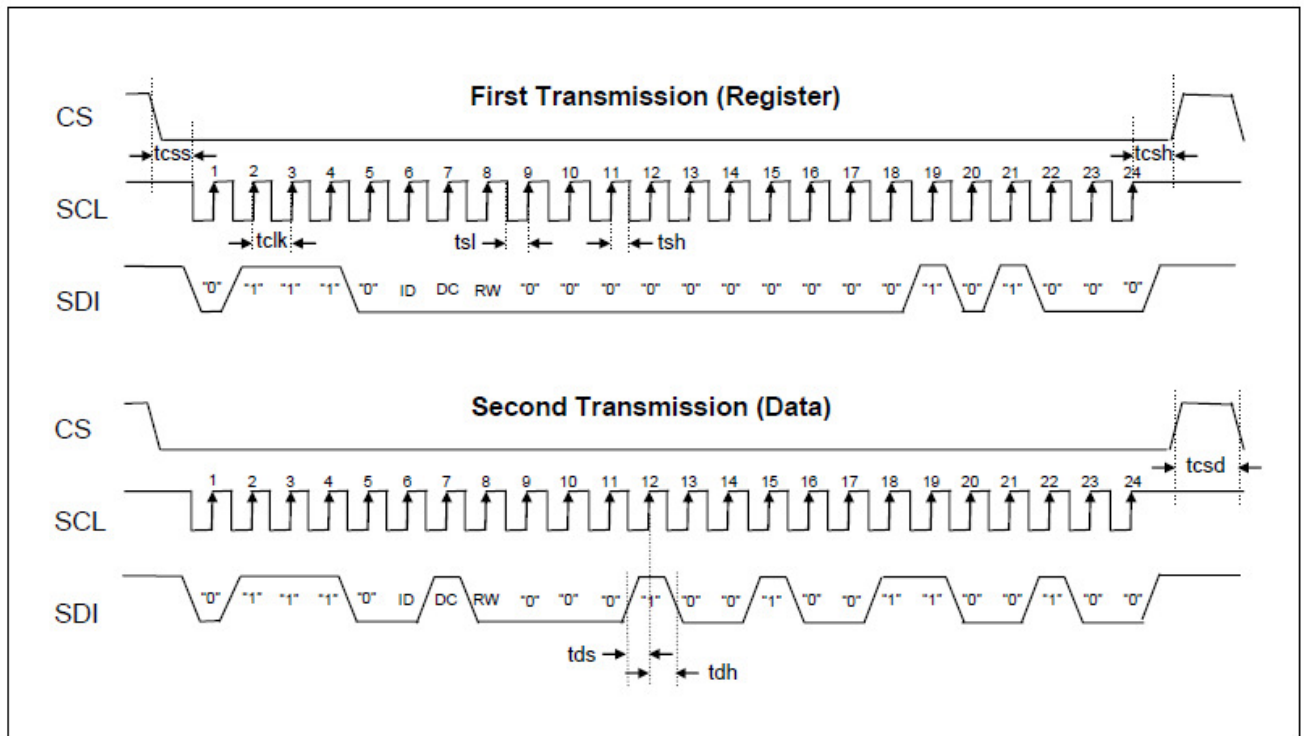 First Transmission (Register)
CS
tcss
tcsh
1 2 3 4 5 6 7 8 9 10 11 12 13 14 15 16 17 18 19 20 21 22 23 24
SCL
tclk
tsl
tsh
SDI
"0" "1" "1" "1" "0" ID DC RW "0" "0" "0" "0" "0" "0" "0" "0" "0" "0" "1" "0" "1" "0" "0" "0"
Second Transmission (Data)
CS
tcsd
1 2 3 4 5 6 7 8 9 10 11 12 13 14 15 16 17 18 19 20 21 22 23 24
SCL
SDI
"0" "1" "1" "1" "0" ID DC RW "0" "0" "0" "1" "0" "0" "1" "0" "0" "1" "1" "0" "0" "1" "0" "0"
tds
tdh